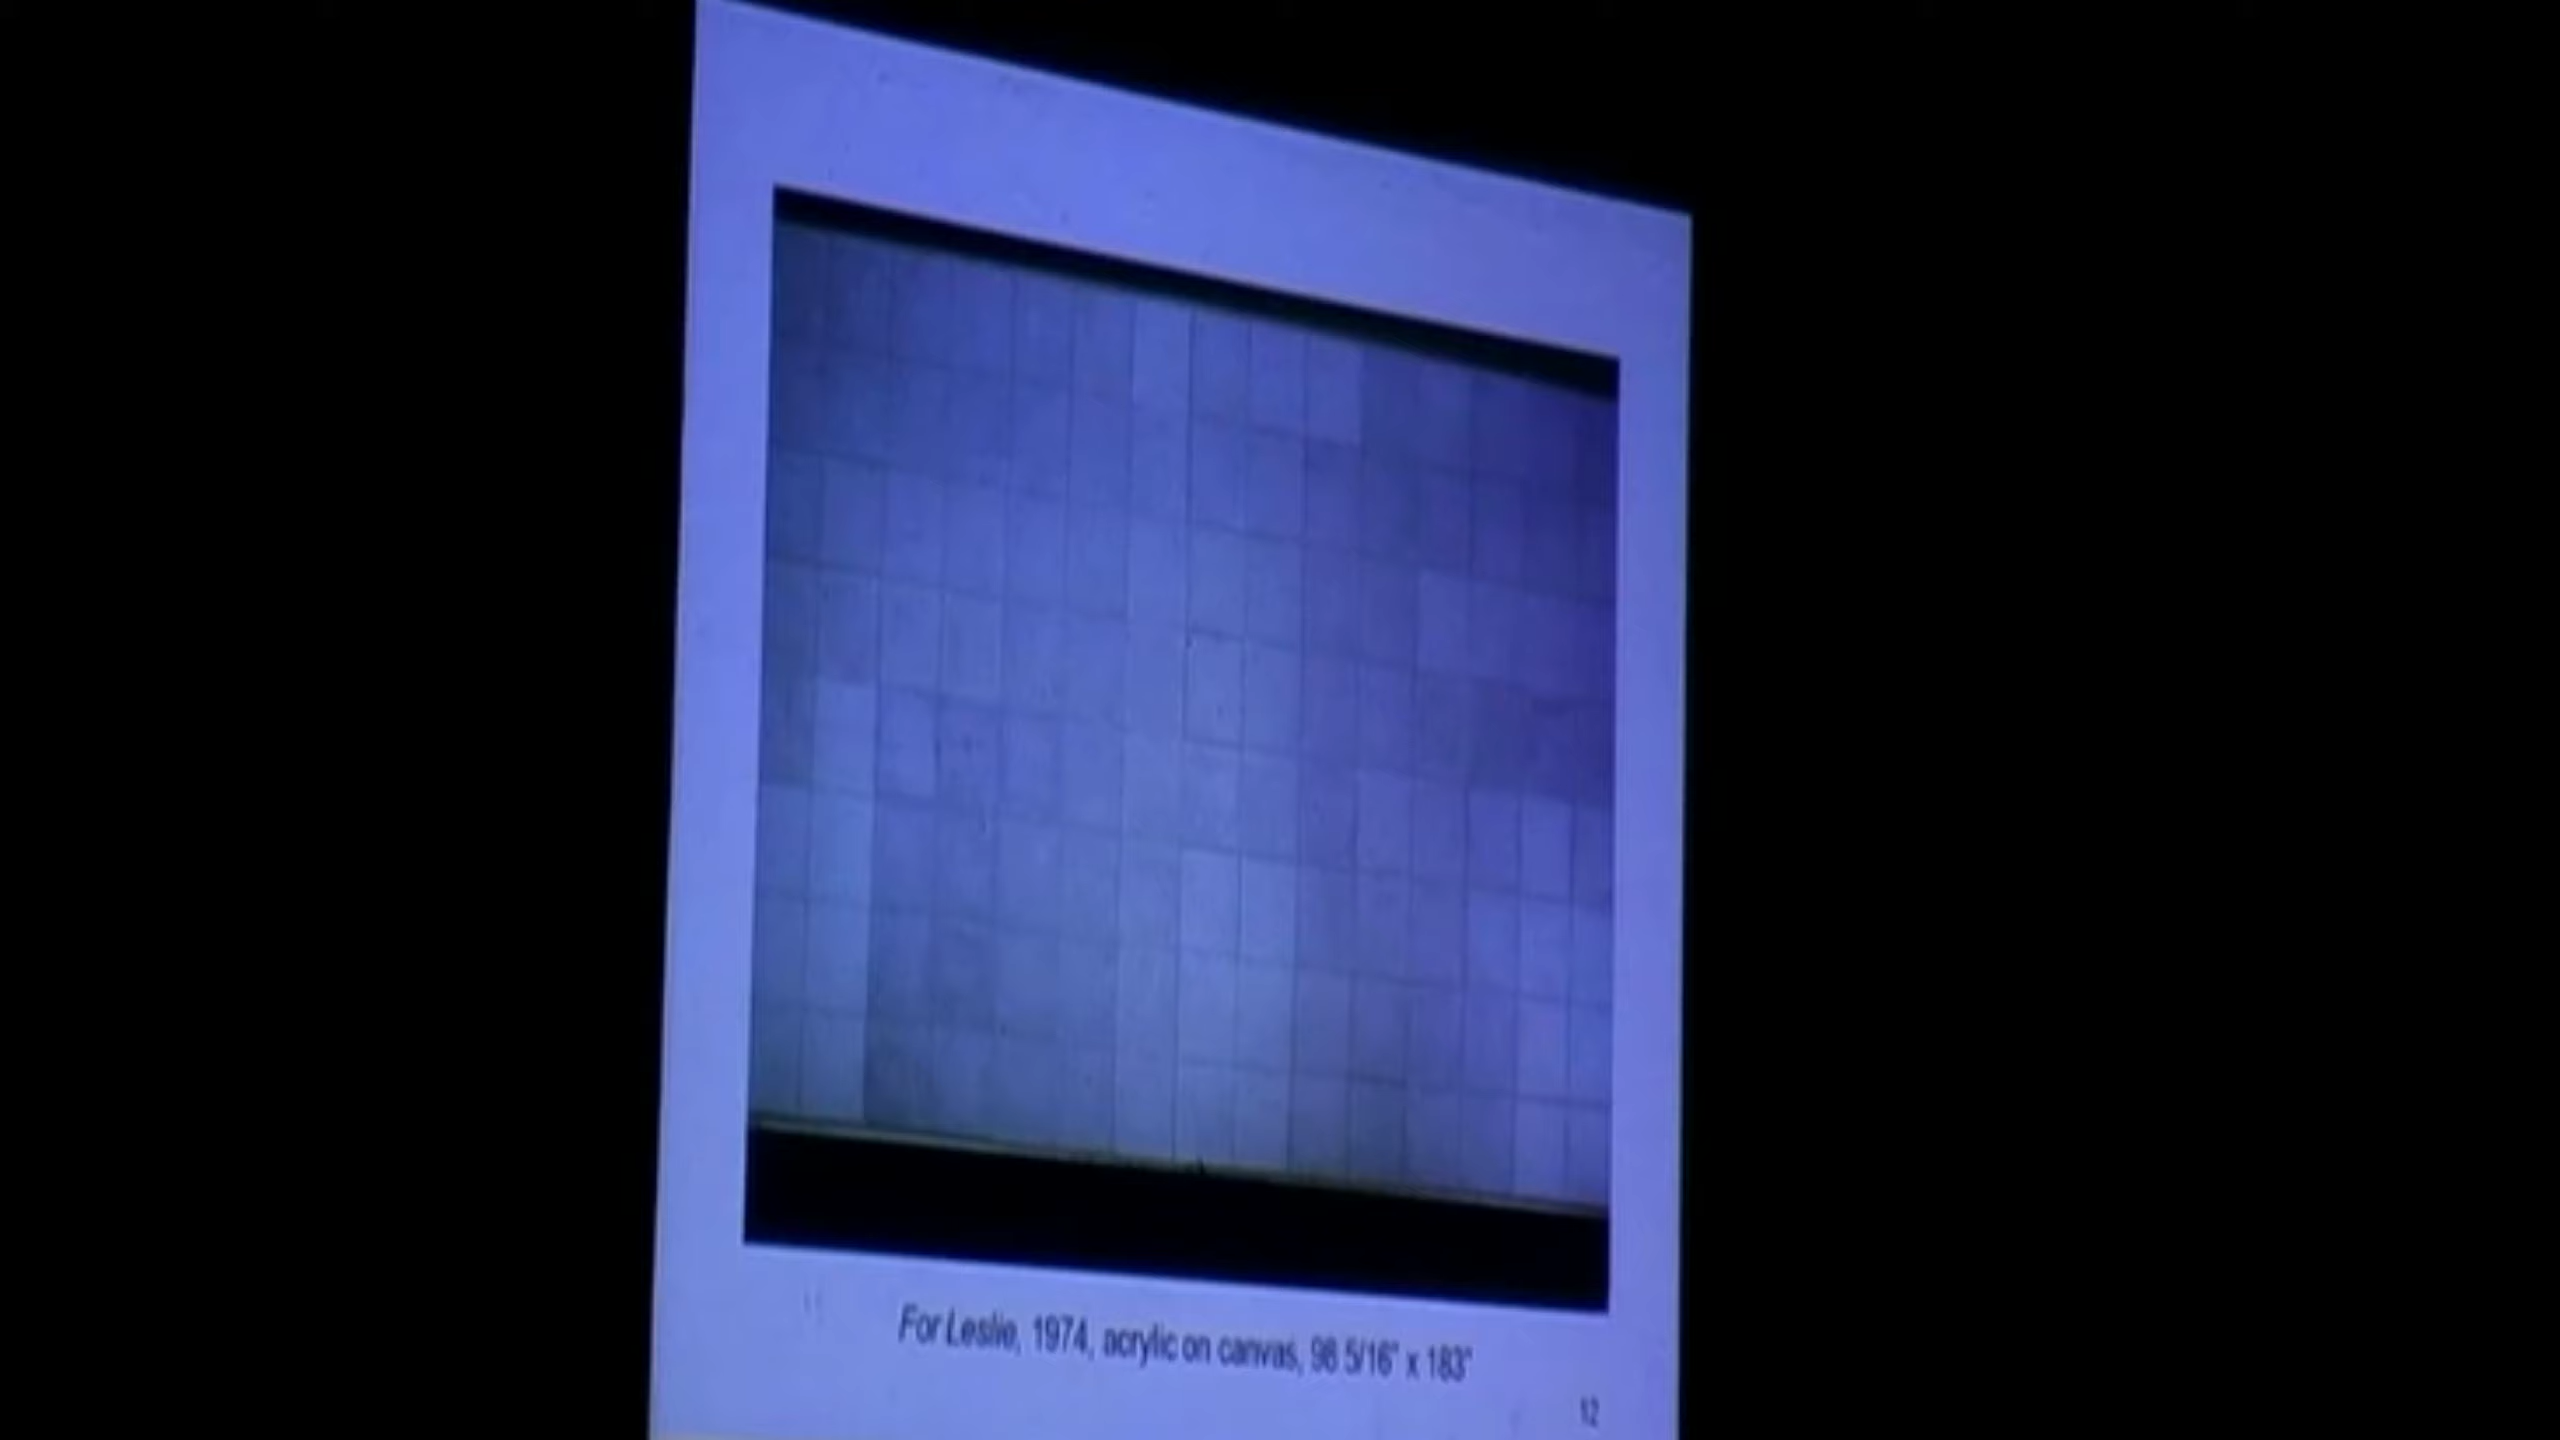 For Leslie, 1974, acrylic on canvas, 98 5/16" x 183"
12